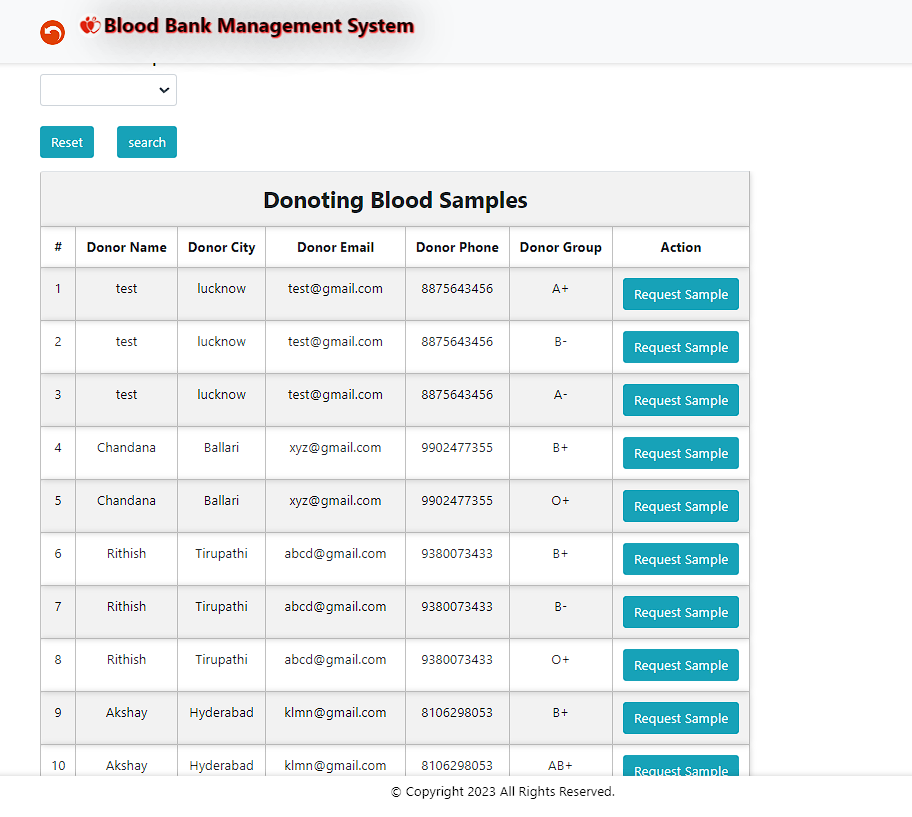 Blood Bank Management System
Reset search
Donoting Blood Samples
# Donor Name Donor City Donor Email Donor Phone Donor Group Action
1 test lucknow test@gmail.com 8875643456 A+ Request Sample
2 test lucknow test@gmail.com 8875643456 B- Request Sample
3 test lucknow test@gmail.com 8875643456 A- Request Sample
4 Chandana Ballari xyz@gmail.com 9902477355 B+ Request Sample
5 Chandana Ballari xyz@gmail.com 9902477355 O+ Request Sample
6 Rithish Tirupathi abcd@gmail.com 9380073433 B+ Request Sample
7 Rithish Tirupathi abcd@gmail.com 9380073433 B- Request Sample
8 Rithish Tirupathi abcd@gmail.com 9380073433 O+ Request Sample
9 Akshay Hyderabad klmn@gmail.com 8106298053 B+ Request Sample
10 Akshay Hyderabad klmn@gmail.com 8106298053 AB+ Request Sample
© Copyright 2023 All Rights Reserved.